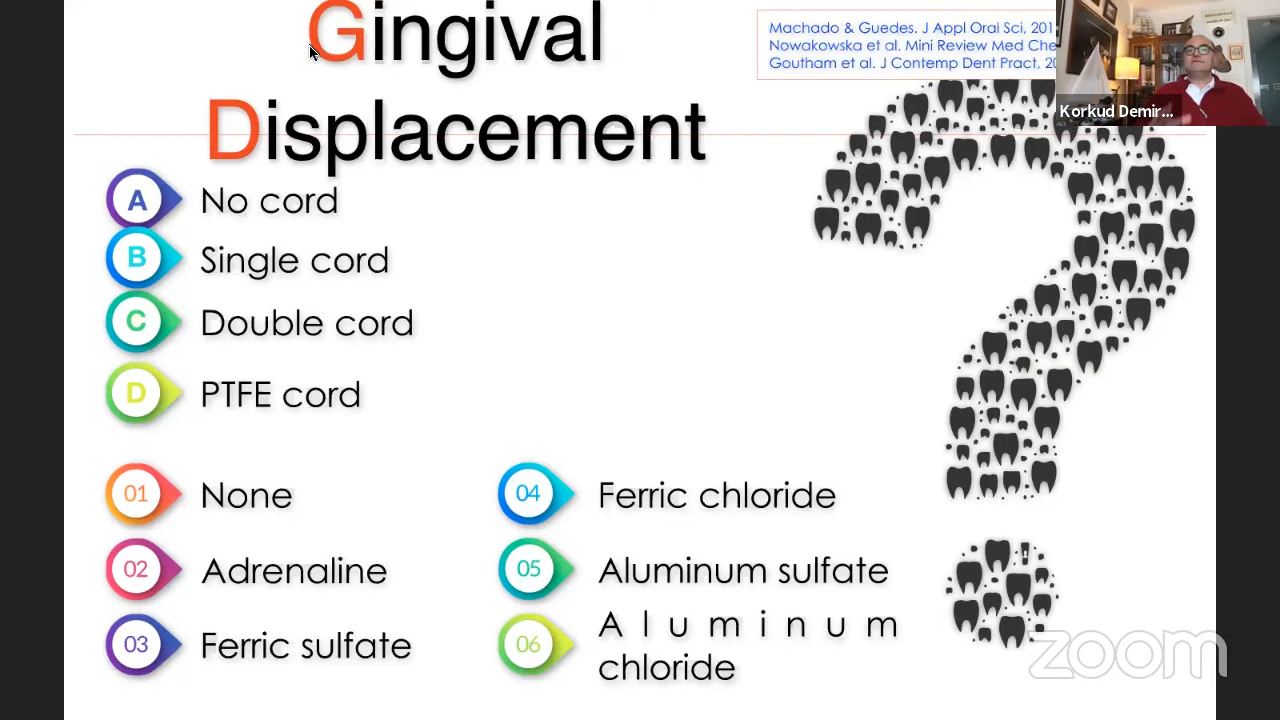 Gingival
Displacement
Machado & Guedes. J Appl Oral Sci, 201
Nowakowska et al. Mini Review Med Che
Goutham et al. J Contemp Dent Pract, 20
Korkud Demir...
A No cord
B Single cord
C Double cord
D PTFE cord
01 None
02 Adrenaline
03 Ferric sulfate
04 Ferric chloride
05 Aluminum sulfate
06 Aluminum
chloride
zoom